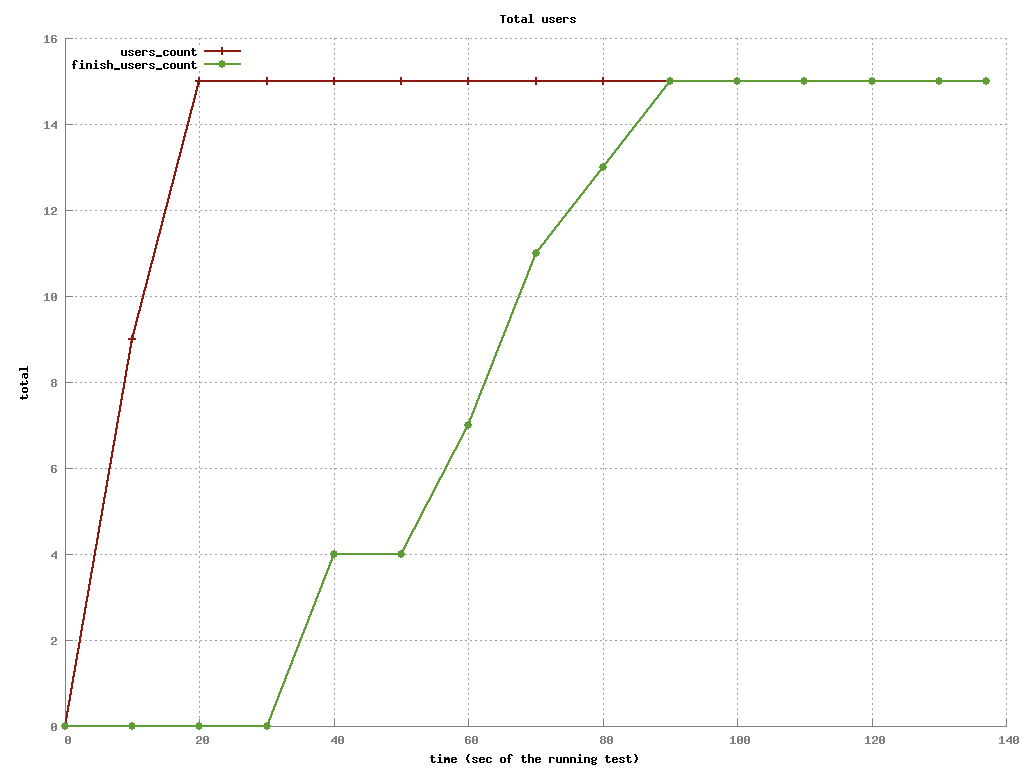 Total users
users_count
finish_users_count
16
14
12
10
8
6
4
2
0
total
0 20 40 60 80 100 120 140
time (sec of the running test)